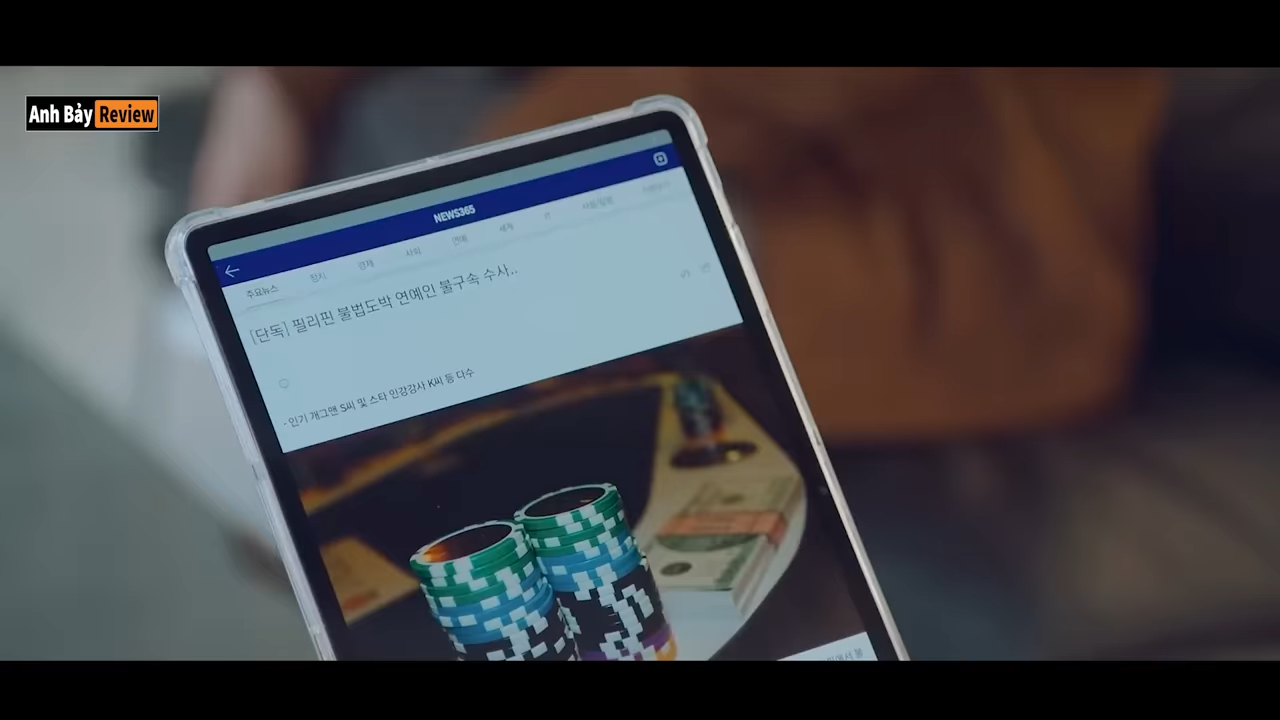 Anh Bảy Review
NEWS365
주요뉴스 정치 경제 사회 연예 세계 IT
[단독] 필리핀 불법도박 연예인 불구속 수사..
- 인기 개그맨 S씨 및 스타 인강강사 K씨 등 다수